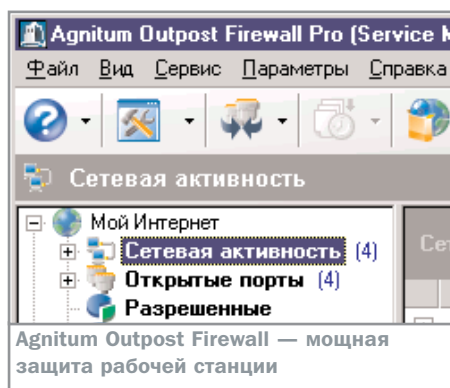 Agnitum Outpost Firewall Pro (Service
Файл Вид Сервис Параметры Справка
Сетевая активность
Мой Интернет
Сетевая активность (4)
Открытые порты (4)
Разрешенные
Agnitum Outpost Firewall — мощная
защита рабочей станции